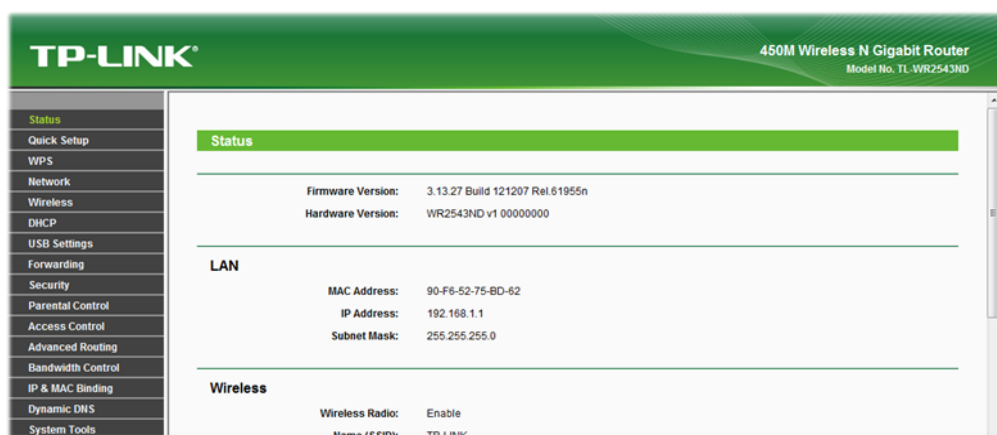 TP-LINK®
450M Wireless N Gigabit Router
Model No. TL-WR2543ND
Status
Quick Setup
WPS
Network
Wireless
DHCP
USB Settings
Forwarding
Security
Parental Control
Access Control
Advanced Routing
Bandwidth Control
IP & MAC Binding
Dynamic DNS
System Tools
Status
Firmware Version: 3.13.27 Build 121207 Rel.61955n
Hardware Version: WR2543ND v1 00000000
LAN
MAC Address: 90-F6-52-75-BD-62
IP Address: 192.168.1.1
Subnet Mask: 255.255.255.0
Wireless
Wireless Radio: Enable
Name (SSID): TP-LINK